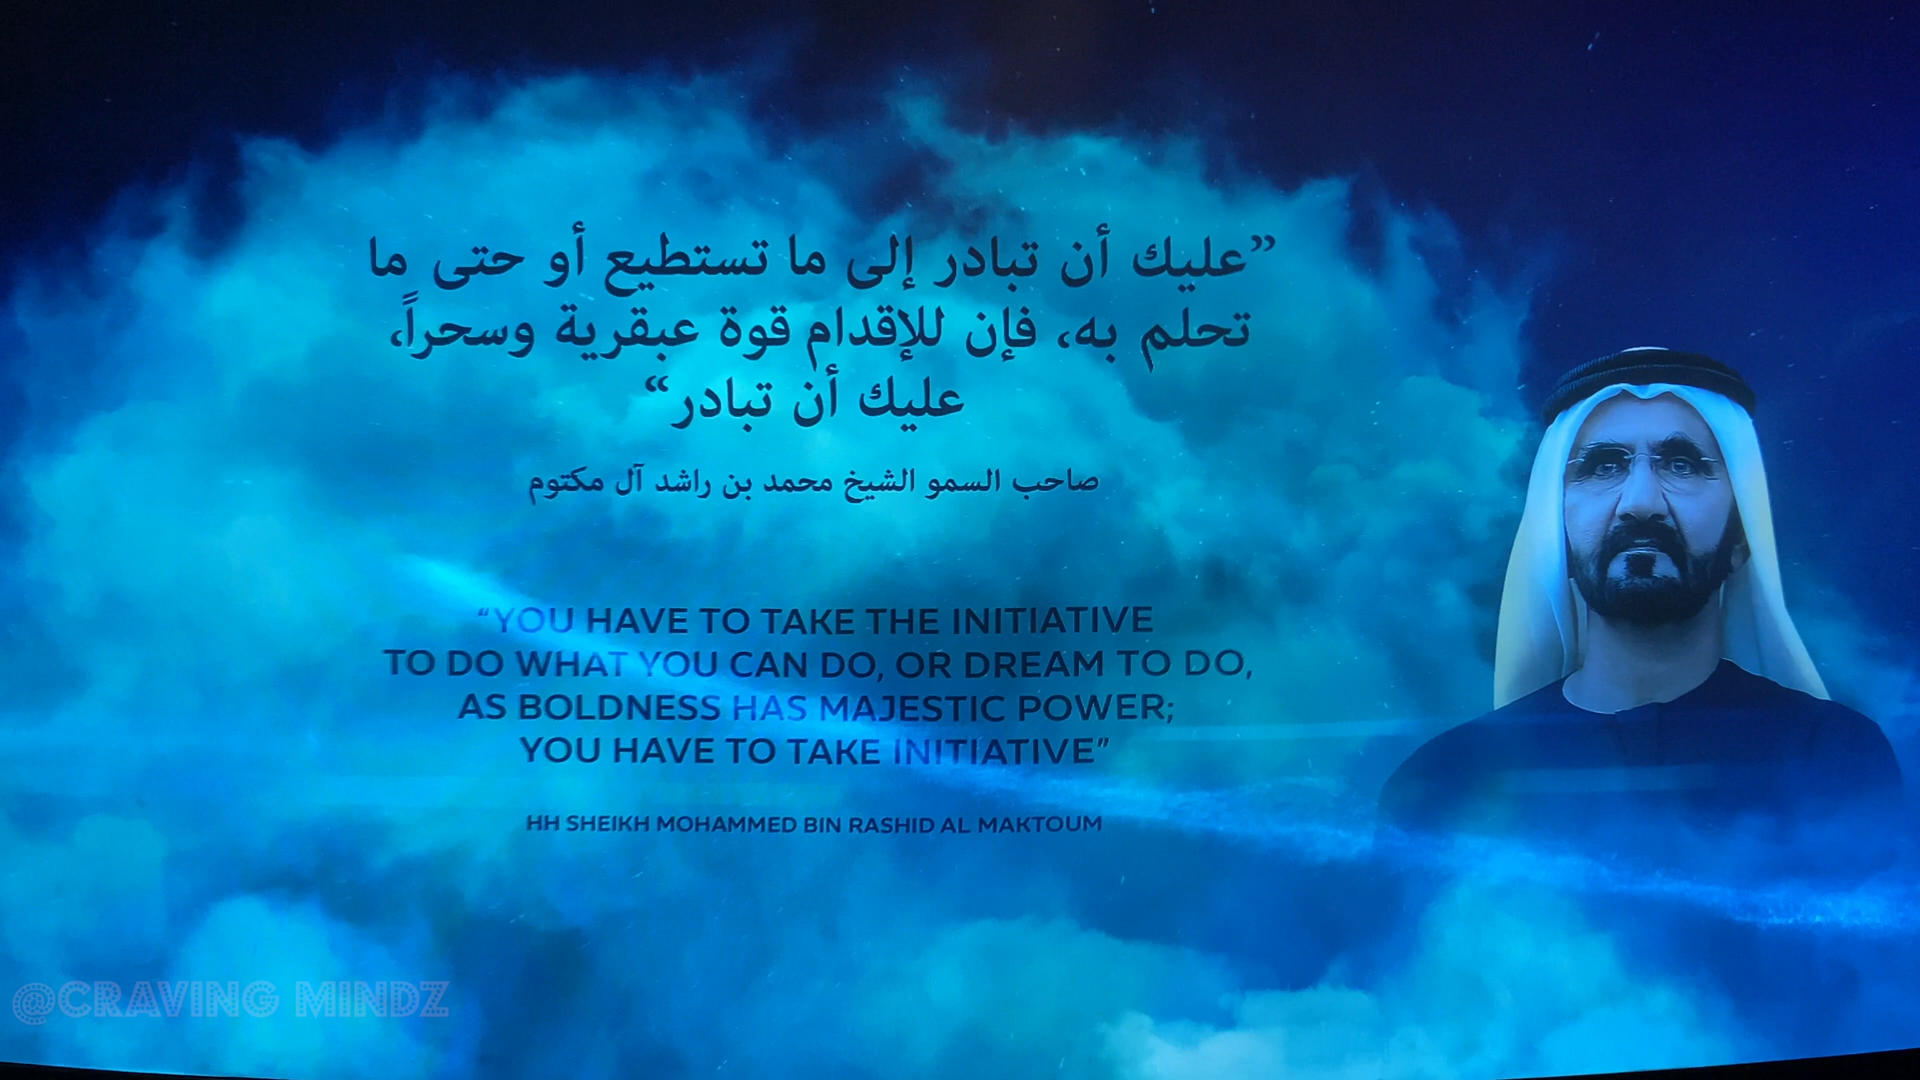 ”عليك أن تبادر إلى ما تستطيع أو حتى ما
تحلم به، فإن للإقدام قوة عبقرية وسحراً،
عليك أن تبادر“
صاحب السمو الشيخ محمد بن راشد آل مكتوم
“YOU HAVE TO TAKE THE INITIATIVE
TO DO WHAT YOU CAN DO, OR DREAM TO DO,
AS BOLDNESS HAS MAJESTIC POWER;
YOU HAVE TO TAKE INITIATIVE”
HH SHEIKH MOHAMMED BIN RASHID AL MAKTOUM
@CRAVING MINDZ